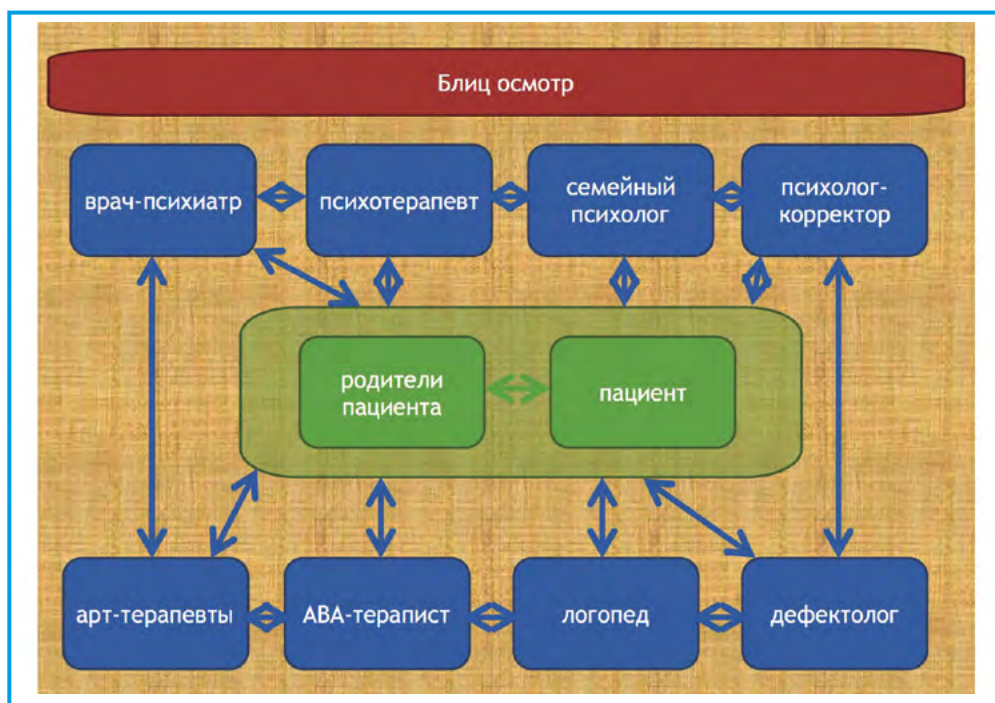 Блиц осмотр
врач-психиатр
психотерапевт
семейный
психолог
психолог-
корректор
родители
пациента
пациент
арт-терапевты
АВА-терапист
логопед
дефектолог